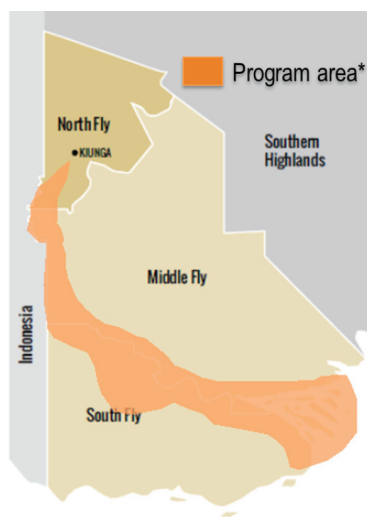 Program area*
North Fly
KIUNGA
Southern
Highlands
Middle Fly
Indonesia
South Fly